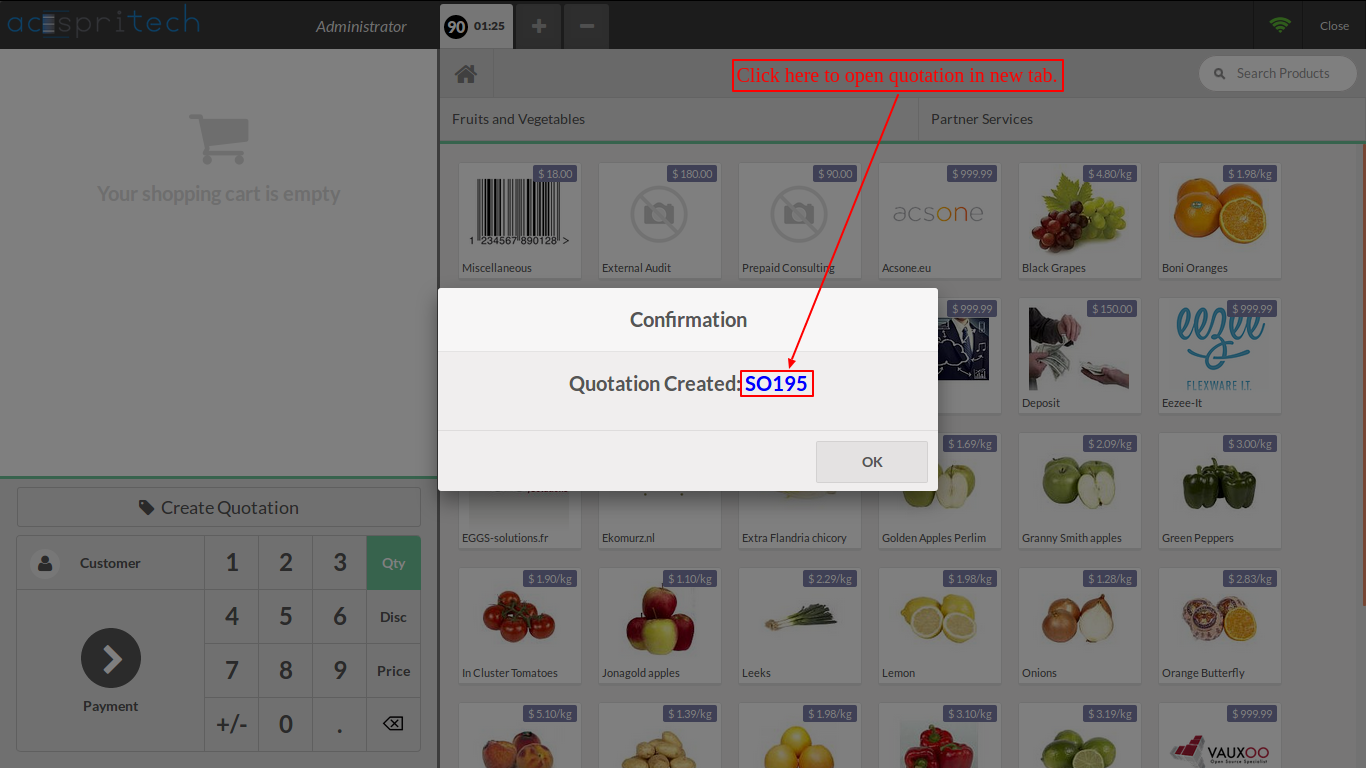 acespritech
Administrator
90 01:25
+
−
Close
Click here to open quotation in new tab.
Search Products
Fruits and Vegetables
Partner Services
Your shopping cart is empty
$ 18.00
$ 180.00
$ 90.00
$ 999.99
$ 4.80/kg
$ 1.98/kg
1 234567 890128 >
acsone
Miscellaneous
External Audit
Prepaid Consulting
Acsone.eu
Black Grapes
Boni Oranges
Confirmation
Quotation Created:SO195
OK
$ 999.99
$ 150.00
$ 999.99
eezee
FLEXWARE I.T.
Deposit
Eezee-It
$ 1.69/kg
$ 2.09/kg
$ 3.00/kg
EGGS-solutions.fr
Ekomurz.nl
Extra Flandria chicory
Golden Apples Perlim
Granny Smith apples
Green Peppers
Create Quotation
Customer
1
2
3
Qty
4
5
6
Disc
7
8
9
Price
Payment
+/-
0
.
$ 1.90/kg
$ 1.10/kg
$ 2.29/kg
$ 1.98/kg
$ 1.28/kg
$ 2.83/kg
In Cluster Tomatoes
Jonagold apples
Leeks
Lemon
Onions
Orange Butterfly
$ 5.10/kg
$ 1.39/kg
$ 1.98/kg
$ 3.10/kg
$ 3.19/kg
$ 999.99
VAUXOO
Open Source Specialist